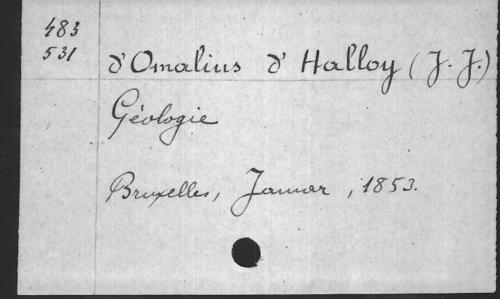 483
531
d'Omalius d'Halloy (J. J.)
Géologie
Bruxelles, Jamar, 1853.